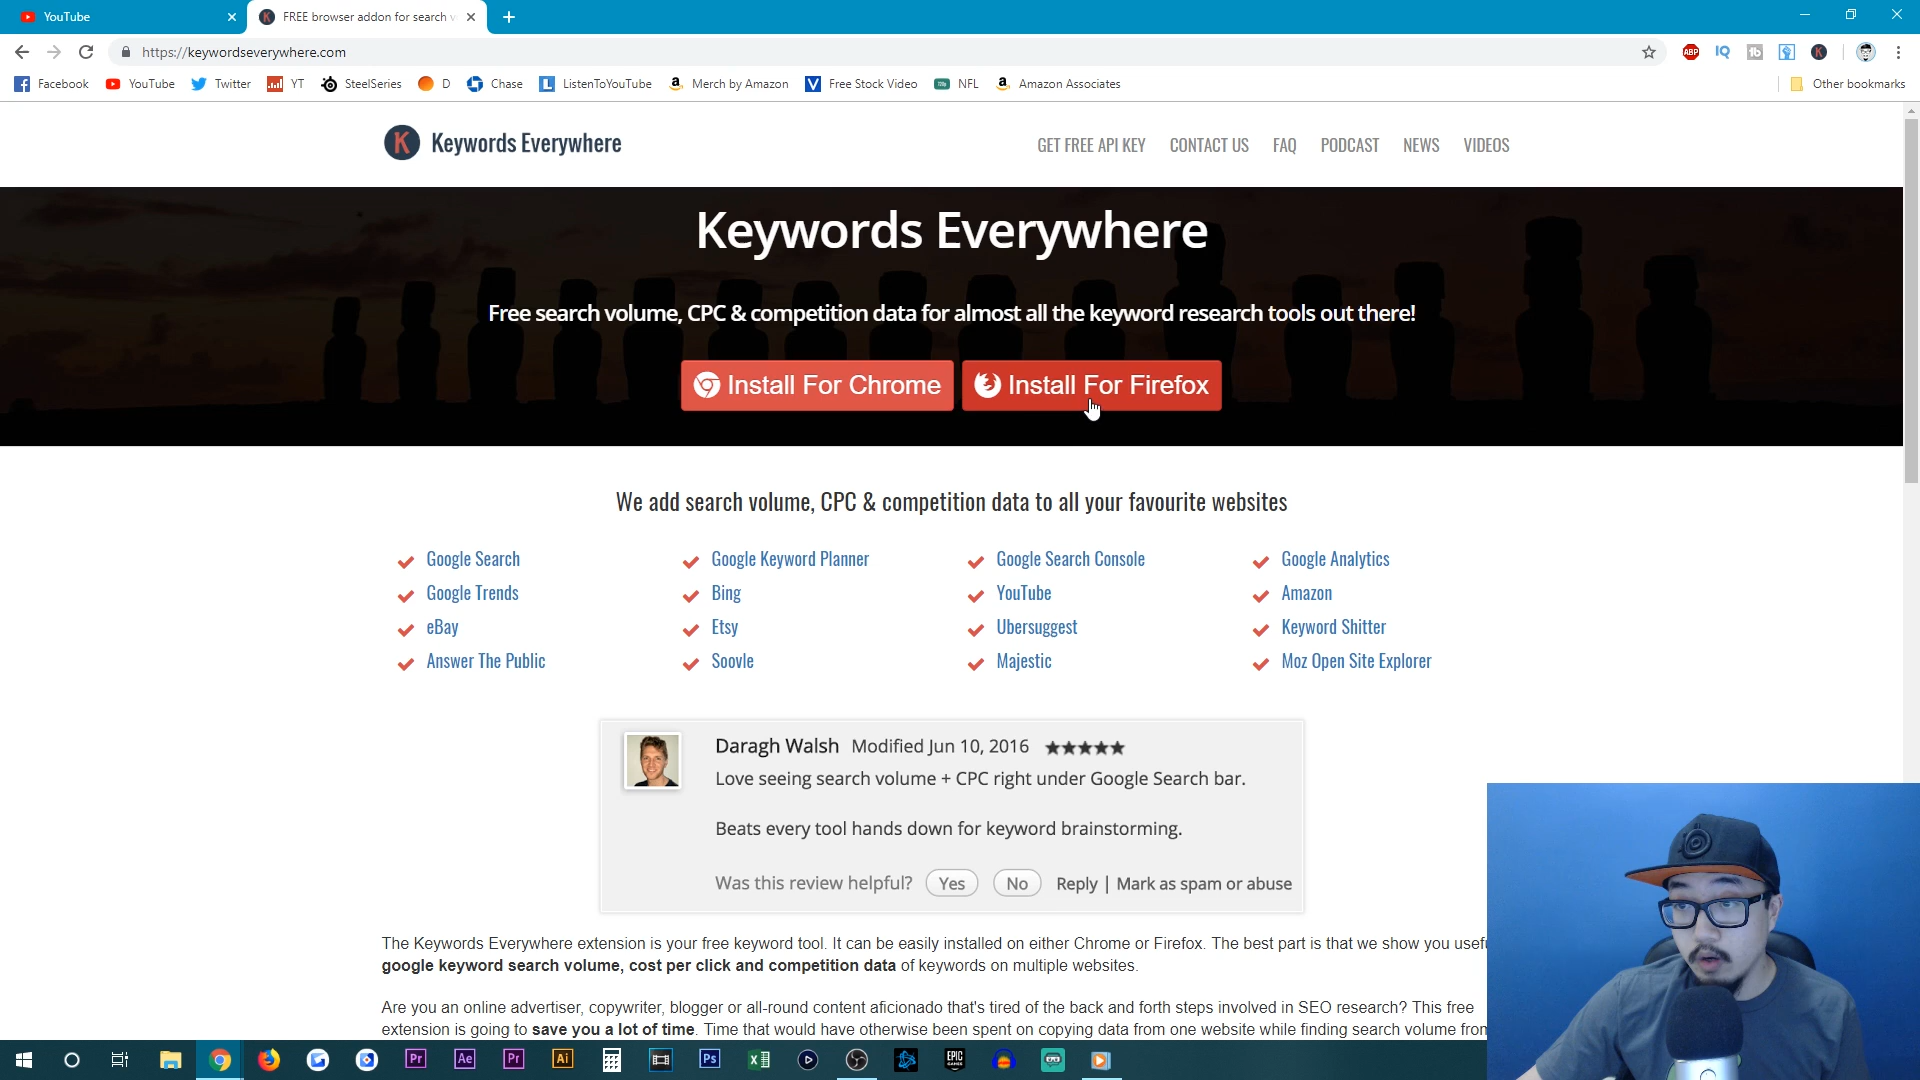 YouTube
FREE browser addon for search v
https://keywordseverywhere.com
ABP
IQ
tb
K
Facebook
YouTube
Twitter
YT
SteelSeries
D
Chase
L
ListenToYouTube
a
Merch by Amazon
V
Free Stock Video
NFL
a
Amazon Associates
Other bookmarks
K
Keywords Everywhere
GET FREE API KEY
CONTACT US
FAQ
PODCAST
NEWS
VIDEOS
Keywords Everywhere
Free search volume, CPC & competition data for almost all the keyword research tools out there!
Install For Chrome
Install For Firefox
We add search volume, CPC & competition data to all your favourite websites
Google Search
Google Keyword Planner
Google Search Console
Google Analytics
Google Trends
Bing
YouTube
Amazon
eBay
Etsy
Ubersuggest
Keyword Shitter
Answer The Public
Soovle
Majestic
Moz Open Site Explorer
Daragh Walsh Modified Jun 10, 2016 ★★★★★
Love seeing search volume + CPC right under Google Search bar.
Beats every tool hands down for keyword brainstorming.
Was this review helpful? Yes No Reply | Mark as spam or abuse
The Keywords Everywhere extension is your free keyword tool. It can be easily installed on either Chrome or Firefox. The best part is that we show you usefu
google keyword search volume, cost per click and competition data of keywords on multiple websites.
Are you an online advertiser, copywriter, blogger or all-round content aficionado that's tired of the back and forth steps involved in SEO research? This free
extension is going to save you a lot of time. Time that would have otherwise been spent on copying data from one website while finding search volume from
Pr
Ae
Pr
Ai
Ps
X
EPIC
GAMES